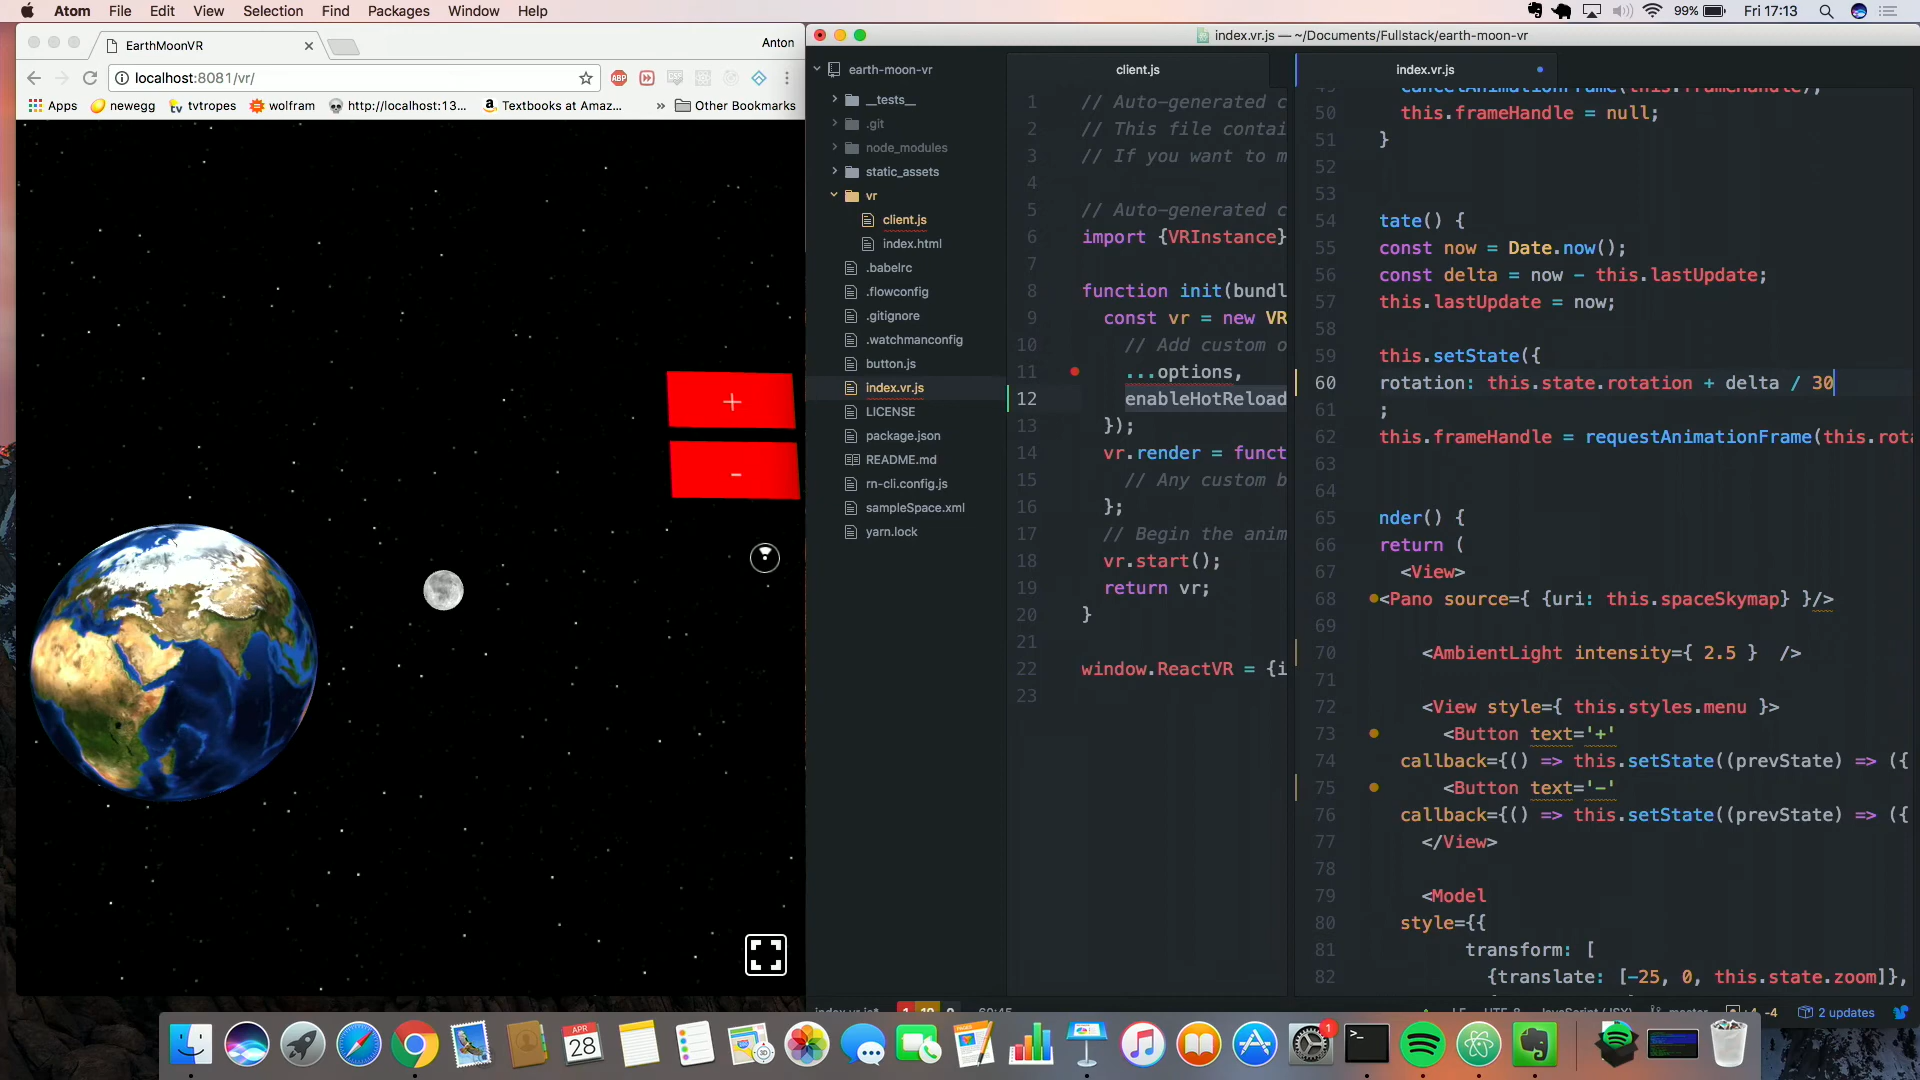 Atom File Edit View Selection Find Packages Window Help
99% Fri 17:13
EarthMoonVR
Anton
localhost:8081/vr/
ABP
Apps newegg tvtropes wolfram http://localhost:13... Textbooks at Amaz... » Other Bookmarks
+
-
index.vr.js — ~/Documents/Fullstack/earth-moon-vr
earth-moon-vr
__tests__
.git
node_modules
static_assets
vr
client.js
index.html
.babelrc
.flowconfig
.gitignore
.watchmanconfig
button.js
index.vr.js
LICENSE
package.json
README.md
rn-cli.config.js
sampleSpace.xml
yarn.lock
client.js
1 // Auto-generated c
2 // This file contai
3 // If you want to m
4
5 // Auto-generated c
6 import {VRInstance}
7
8 function init(bundl
9 const vr = new VR
10 // Add custom o
11 ...options,
12 enableHotReload
13 });
14 vr.render = funct
15 // Any custom b
16 };
17 // Begin the anim
18 vr.start();
19 return vr;
20 }
21
22 window.ReactVR = {i
23
index.vr.js
49 cancelAnimationFrame(this.frameHandle);
50 this.frameHandle = null;
51 }
52
53
54 tate() {
55 const now = Date.now();
56 const delta = now - this.lastUpdate;
57 this.lastUpdate = now;
58
59 this.setState({
60 rotation: this.state.rotation + delta / 30
61 ;
62 this.frameHandle = requestAnimationFrame(this.rota
63
64
65 nder() {
66 return (
67 <View>
68 <Pano source={ {uri: this.spaceSkymap} }/>
69
70 <AmbientLight intensity={ 2.5 } />
71
72 <View style={ this.styles.menu }>
73 <Button text='+'
74 callback={() => this.setState((prevState) => ({
75 <Button text='-'
76 callback={() => this.setState((prevState) => ({
77 </View>
78
79 <Model
80 style={{
81 transform: [
82 {translate: [-25, 0, this.state.zoom]},
2 updates
APR
28
3D
1